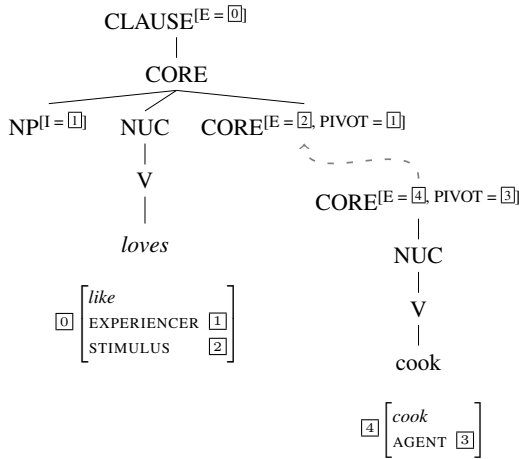 CLAUSE[E = 0]
CORE
NP[I = 1] NUC CORE[E = 2, PIVOT = 1]
V
CORE[E = 4, PIVOT = 3]
loves
NUC
0 like
EXPERIENCER 1
STIMULUS 2
V
cook
4 cook
AGENT 3